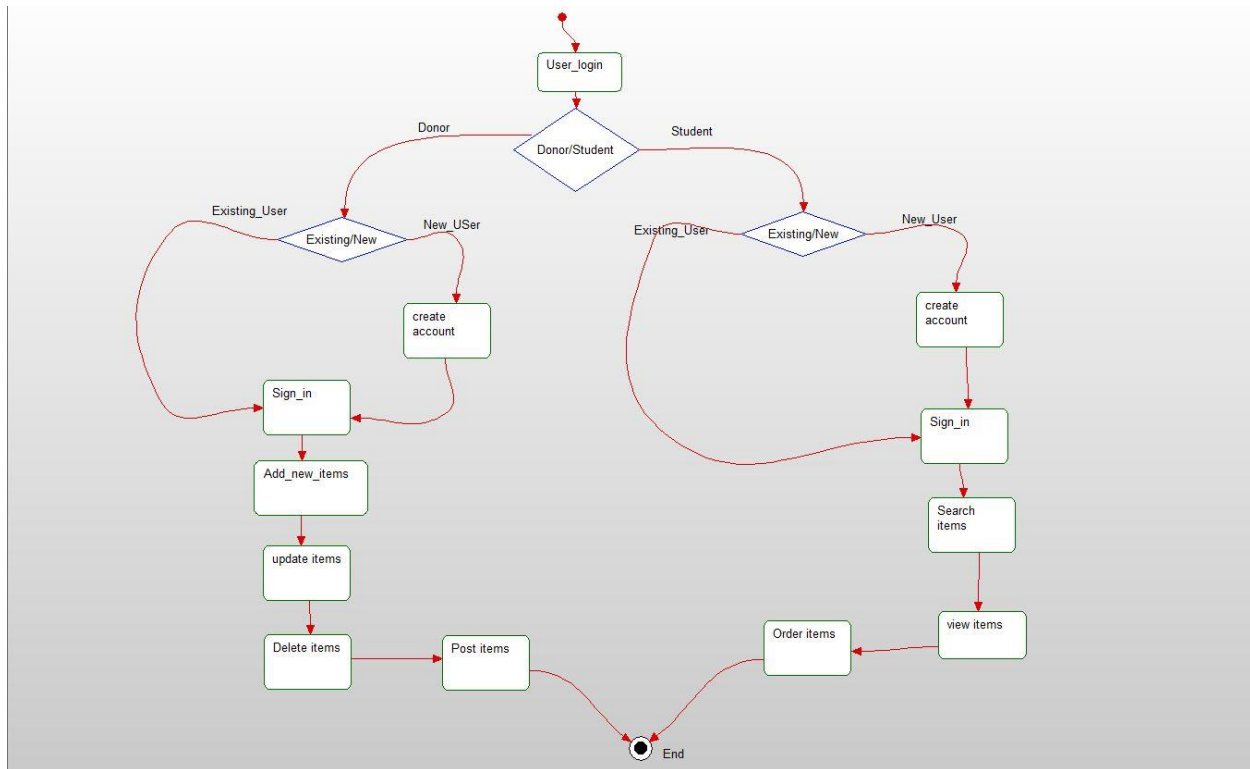 User_login
Donor
Student
Donor/Student
Existing_User
New_USer
Existing_User
New_User
Existing/New
Existing/New
create
account
create
account
Sign_in
Sign_in
Add_new_items
Search
items
update items
Delete items
Post items
Order items
view items
End